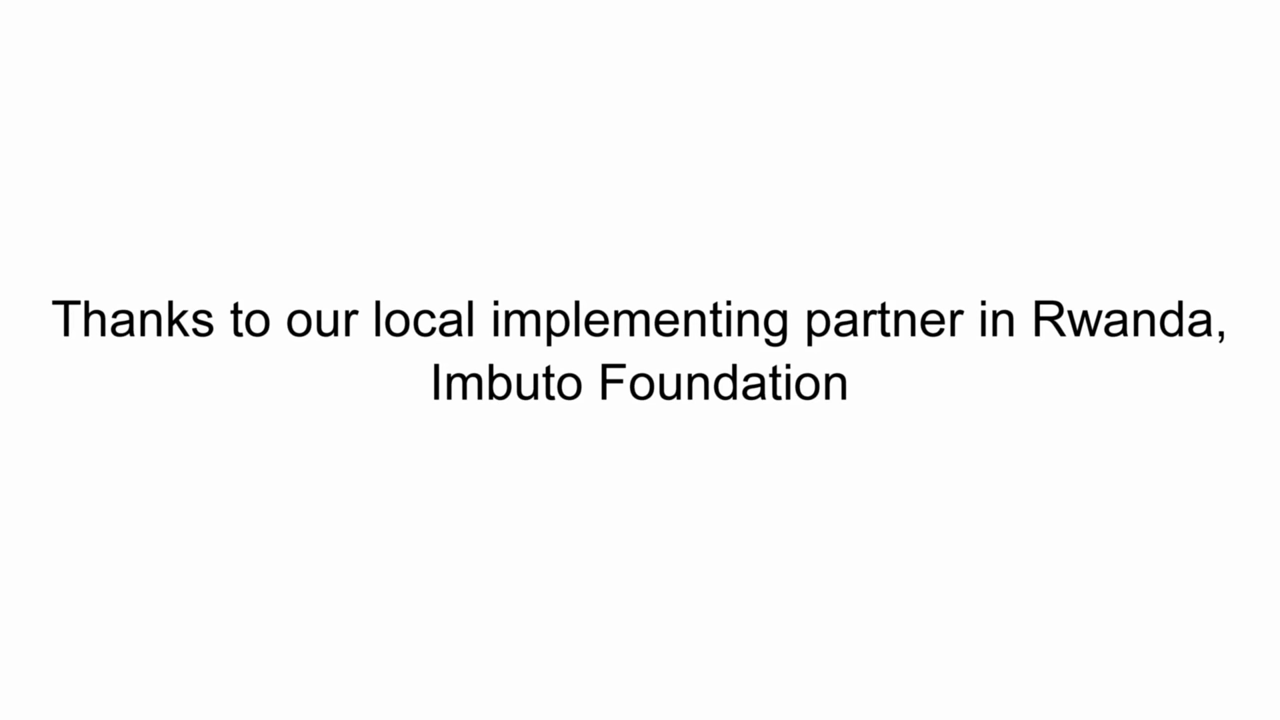 Thanks to our local implementing partner in Rwanda,
Imbuto Foundation